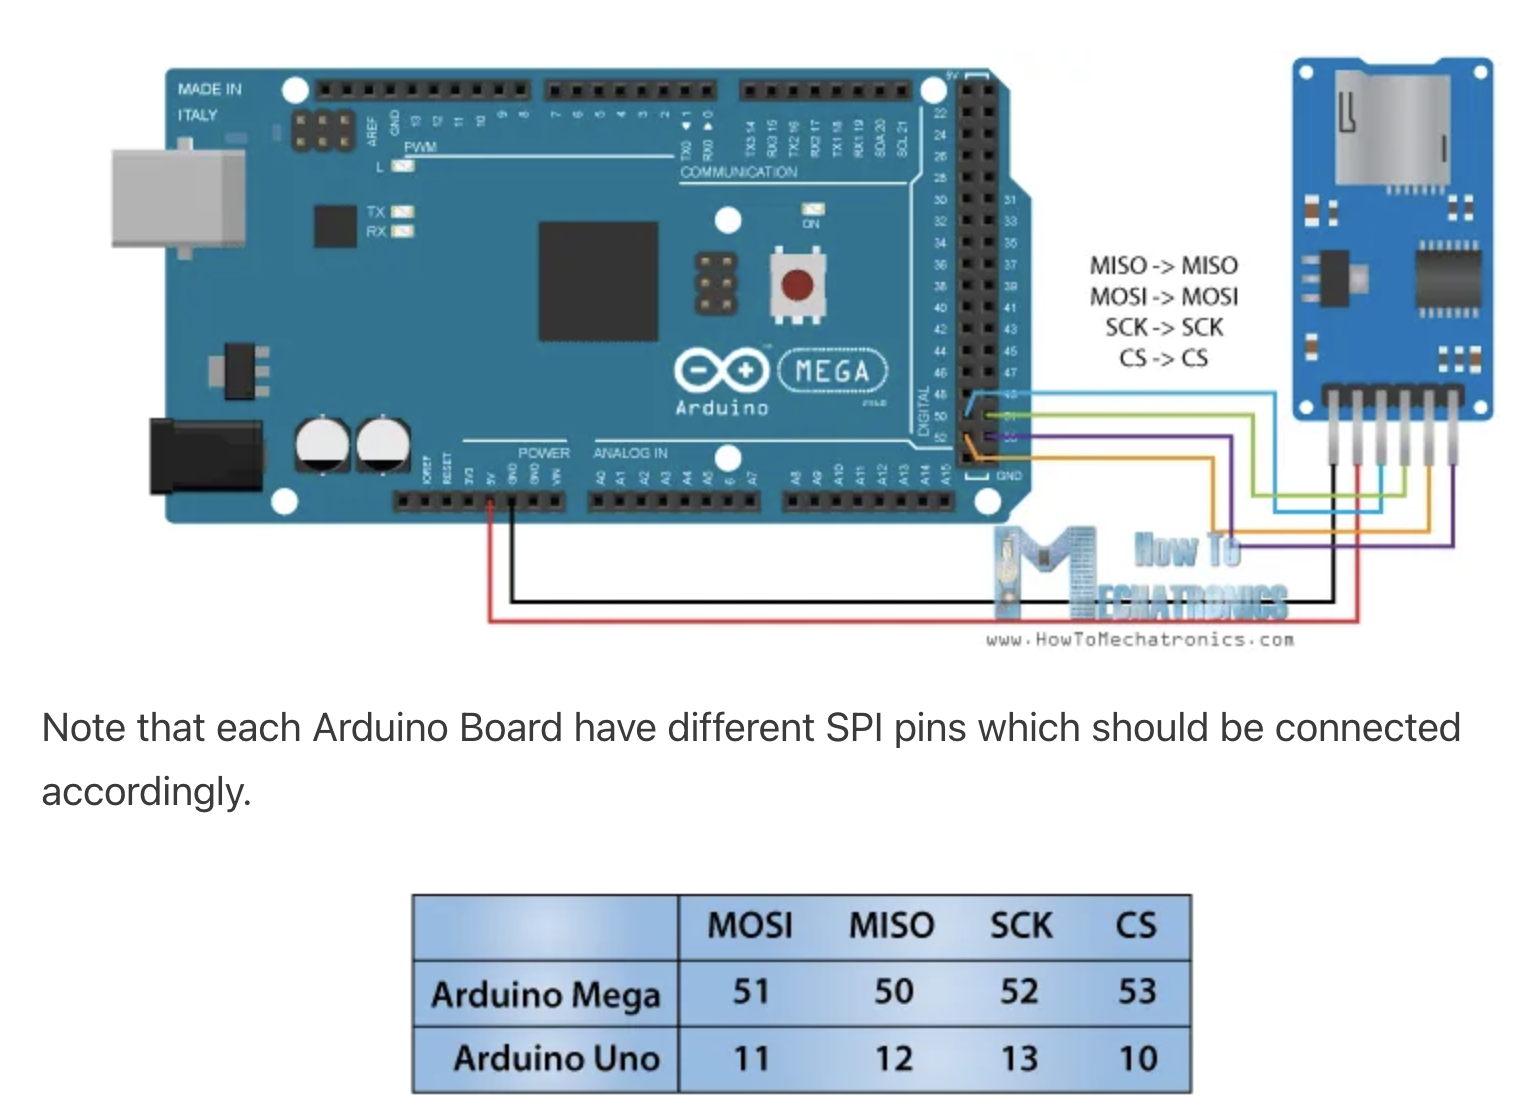 MADE IN
ITALY
AREF
GND
13
12
11
10
9
8
7
6
5
4
3
2
TX0 ◀ 1
RX0 ▶ 0
TX3 14
RX3 15
TX2 16
RX2 17
TX1 18
RX1 19
SDA 20
SCL 21
5V
PWM
COMMUNICATION
L
TX
RX
ON
22
24
26
28
30
31
32
33
34
35
36
37
38
39
40
41
42
43
44
45
46
47
48
50
52
MISO -> MISO
MOSI -> MOSI
SCK -> SCK
CS -> CS
MEGA
Arduino
DIGITAL
GND
POWER
ANALOG IN
IOREF
RESET
3V3
5V
GND
GND
VIN
A0
A1
A2
A3
A4
A5
6
A7
A8
A9
A10
A11
A12
A13
A14
A15
How To
MECHATRONICS
www.HowToMechatronics.com
Note that each Arduino Board have different SPI pins which should be connected
accordingly.
MOSI MISO SCK CS
Arduino Mega 51 50 52 53
Arduino Uno 11 12 13 10